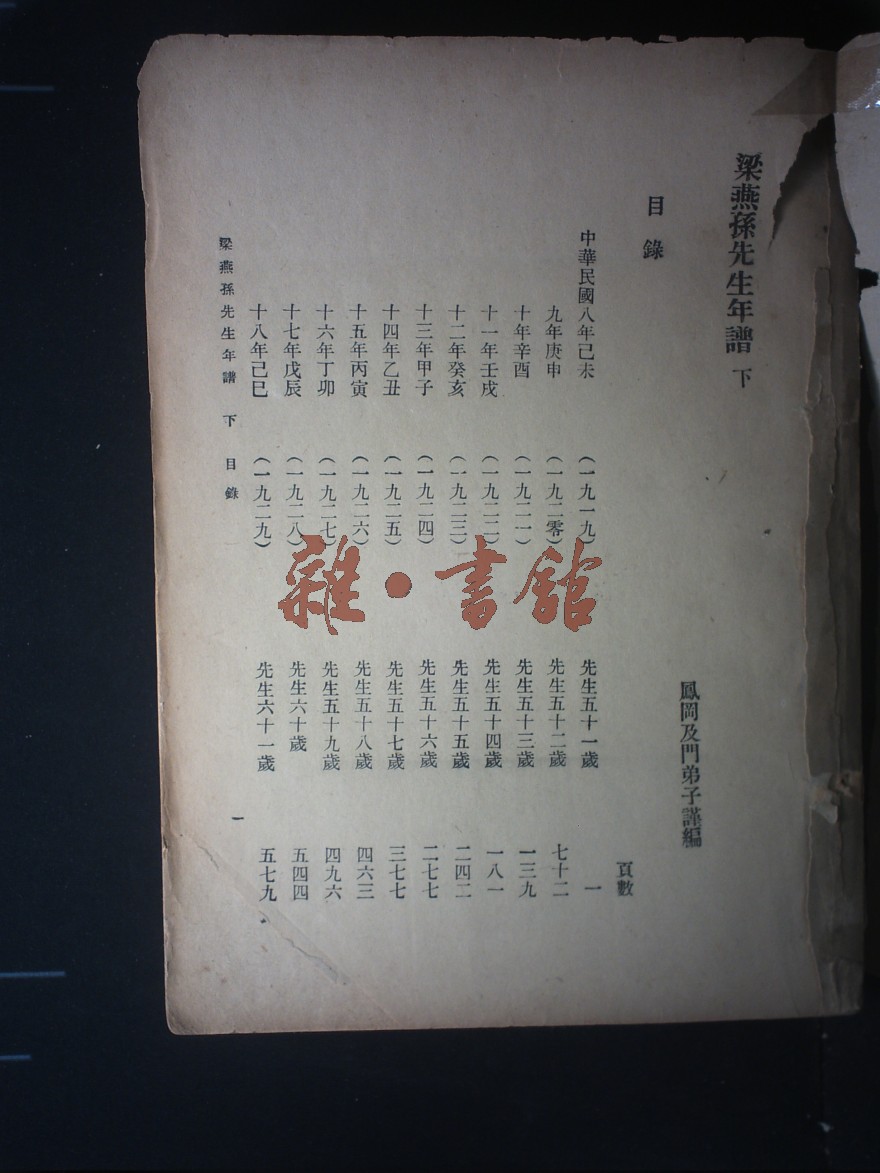 梁燕孫先生年譜 下
鳳岡及門弟子謹編
目錄
頁數
中華民國八年己未 (一九一九) 先生五十一歲 一
九年庚申 (一九二零) 先生五十二歲 七十二
十年辛酉 (一九二一) 先生五十三歲 一三九
十一年壬戌 (一九二二) 先生五十四歲 一八一
十二年癸亥 (一九二三) 先生五十五歲 二四二
十三年甲子 (一九二四) 先生五十六歲 二七七
十四年乙丑 (一九二五) 先生五十七歲 三七七
十五年丙寅 (一九二六) 先生五十八歲 四六三
十六年丁卯 (一九二七) 先生五十九歲 四九六
十七年戊辰 (一九二八) 先生六十歲 五四四
十八年己巳 (一九二九) 先生六十一歲 五七九
梁燕孫先生年譜 下 目錄 一
雜·書館